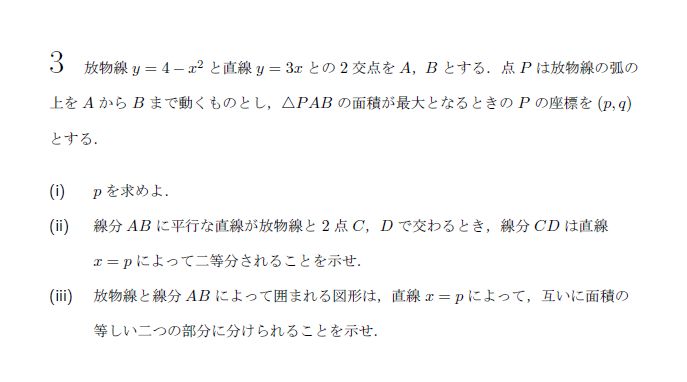 3 放物線 y = 4 − x² と直線 y = 3x との 2 交点を A,B とする.点 P は放物線の弧の
上を A から B まで動くものとし,△PAB の面積が最大となるときの P の座標を (p, q)
とする.
(i) p を求めよ.
(ii) 線分 AB に平行な直線が放物線と 2 点 C,D で交わるとき,線分 CD は直線
x = p によって二等分されることを示せ.
(iii) 放物線と線分 AB によって囲まれる図形は,直線 x = p によって,互いに面積の
等しい二つの部分に分けられることを示せ.